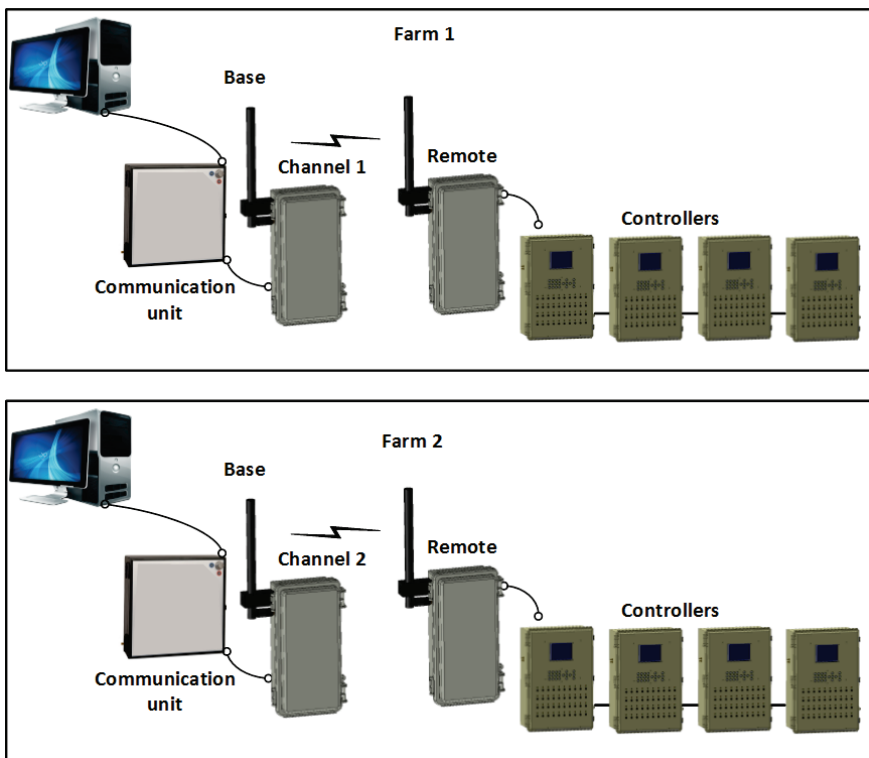 Farm 1
Base
Channel 1
Remote
Controllers
Communication
unit
Farm 2
Base
Channel 2
Remote
Controllers
Communication
unit